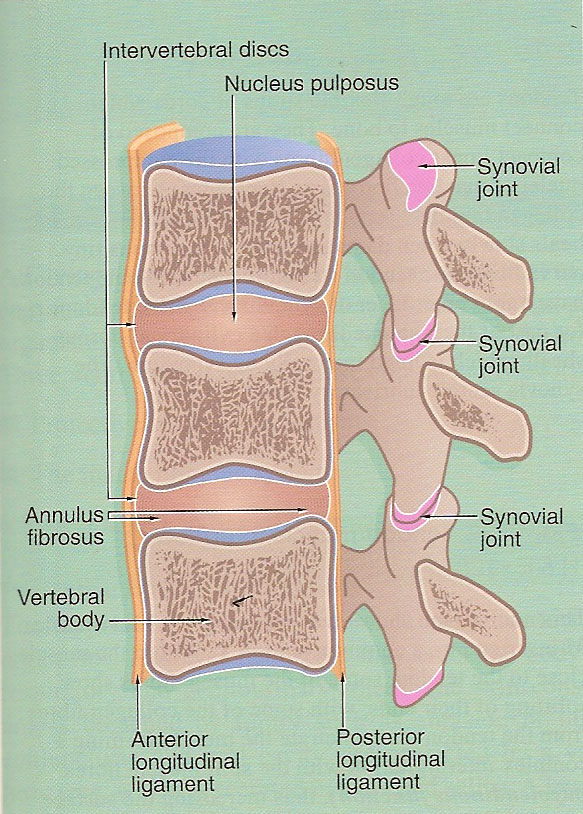 Intervertebral discs
Nucleus pulposus
Synovial
joint
Synovial
joint
Annulus
fibrosus
Synovial
joint
Vertebral
body
Anterior
longitudinal
ligament
Posterior
longitudinal
ligament